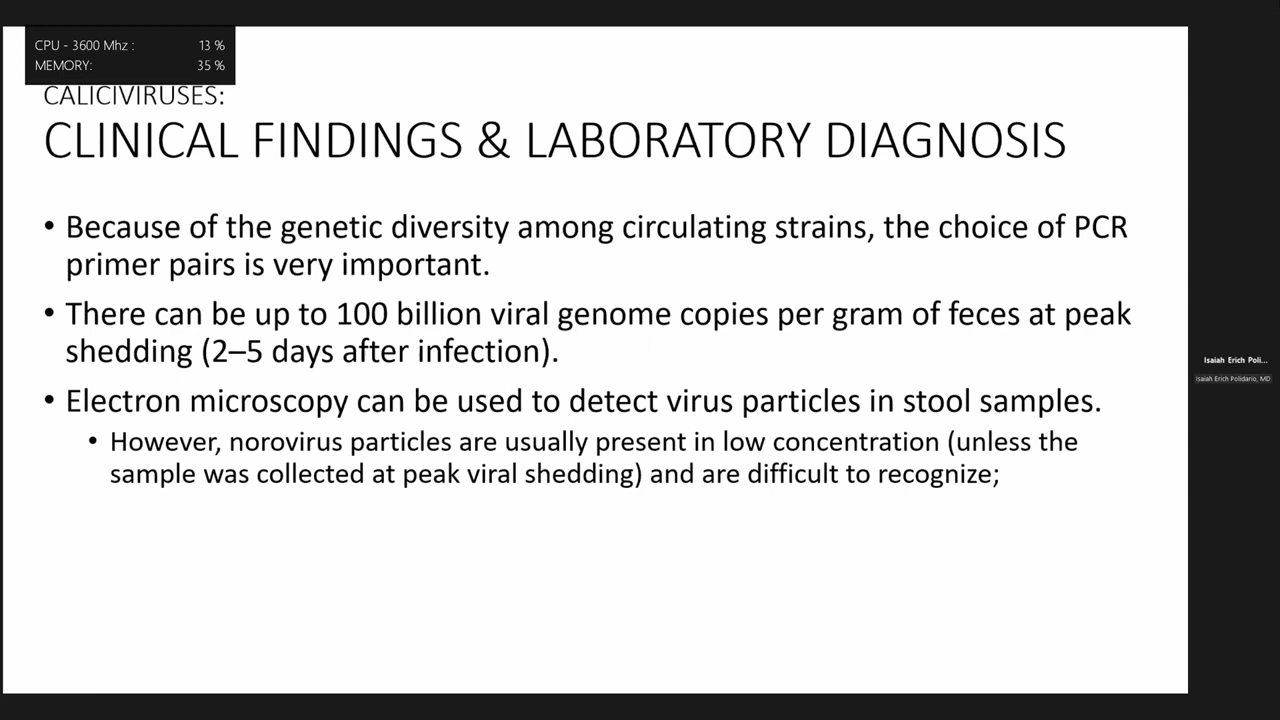 CPU - 3600 Mhz : 13 %
MEMORY: 35 %
CALICIVIRUSES:
CLINICAL FINDINGS & LABORATORY DIAGNOSIS
• Because of the genetic diversity among circulating strains, the choice of PCR
primer pairs is very important.
• There can be up to 100 billion viral genome copies per gram of feces at peak
shedding (2–5 days after infection).
• Electron microscopy can be used to detect virus particles in stool samples.
• However, norovirus particles are usually present in low concentration (unless the
sample was collected at peak viral shedding) and are difficult to recognize;
Isaiah Erich Poli...
Isaiah Erich Polidario, MD